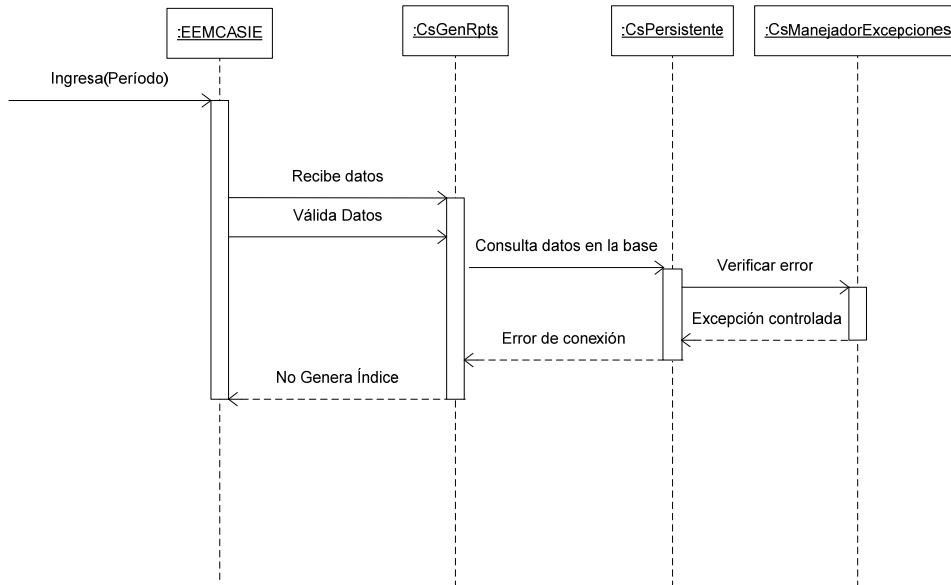 :EEMCASIE
:CsGenRpts
:CsPersistente
:CsManejadorExcepciones
Ingresa(Período)
Recibe datos
Válida Datos
Consulta datos en la base
Verificar error
Excepción controlada
Error de conexión
No Genera Índice